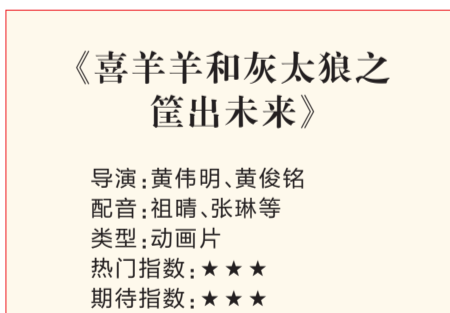 《喜羊羊和灰太狼之
筐出未来》
导演:黄伟明、黄俊铭
配音:祖晴、张琳等
类型:动画片
热门指数:★★★
期待指数:★★★